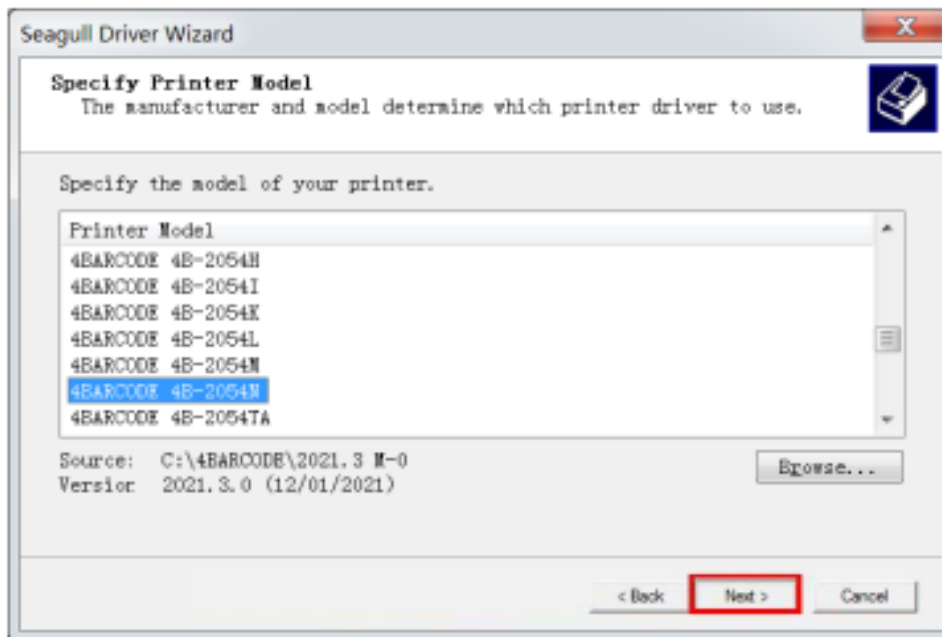 Seagull Driver Wizard
Specify Printer Model
The manufacturer and model determine which printer driver to use.
Specify the model of your printer.
Printer Model
4BARCODE 4B-2054H
4BARCODE 4B-2054I
4BARCODE 4B-2054K
4BARCODE 4B-2054L
4BARCODE 4B-2054M
4BARCODE 4B-2054N
4BARCODE 4B-2054TA
Source: C:\4BARCODE\2021.3 M-0
Version 2021.3.0 (12/01/2021)
Browse...
< Back Next > Cancel